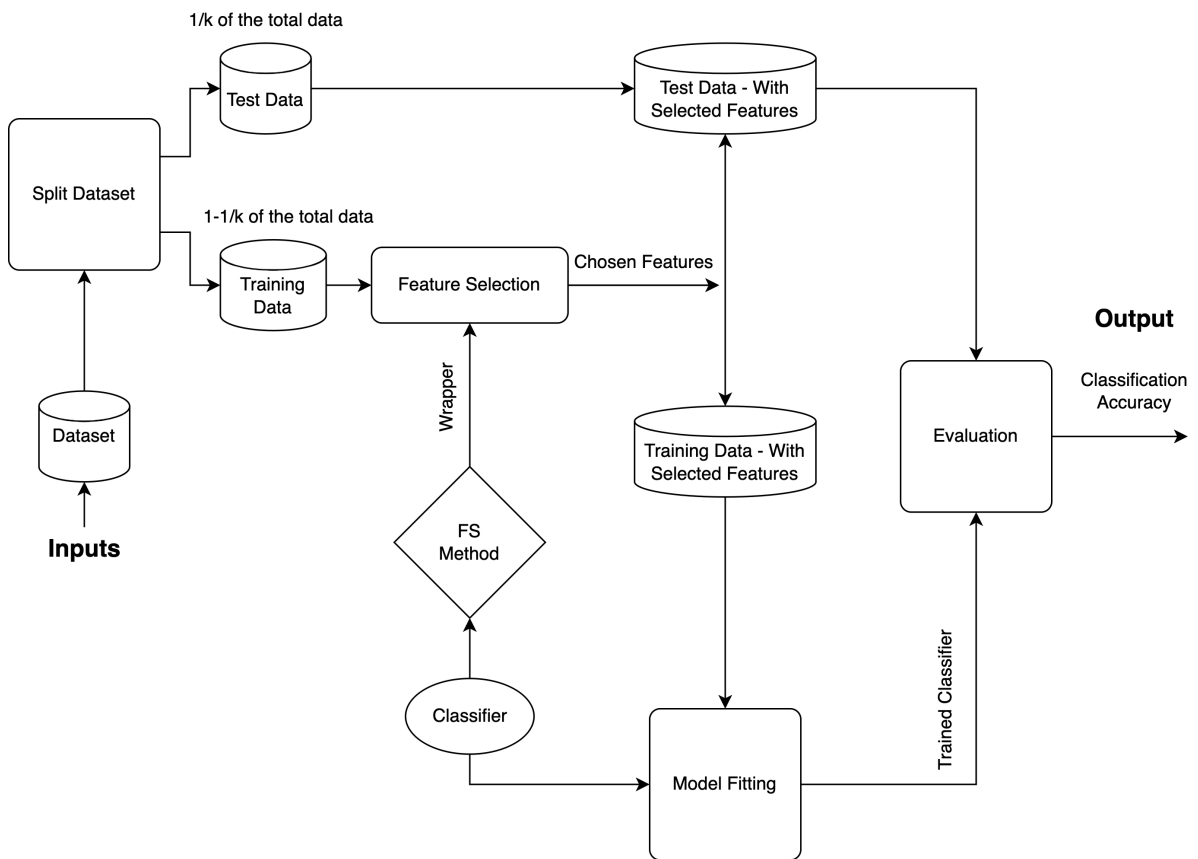 1/k of the total data
Test Data
Test Data - With
Selected Features
Split Dataset
1-1/k of the total data
Training
Data
Feature Selection
Chosen Features
Output
Classification
Accuracy
Wrapper
Dataset
Training Data - With
Selected Features
Evaluation
Inputs
FS
Method
Trained Classifier
Classifier
Model Fitting